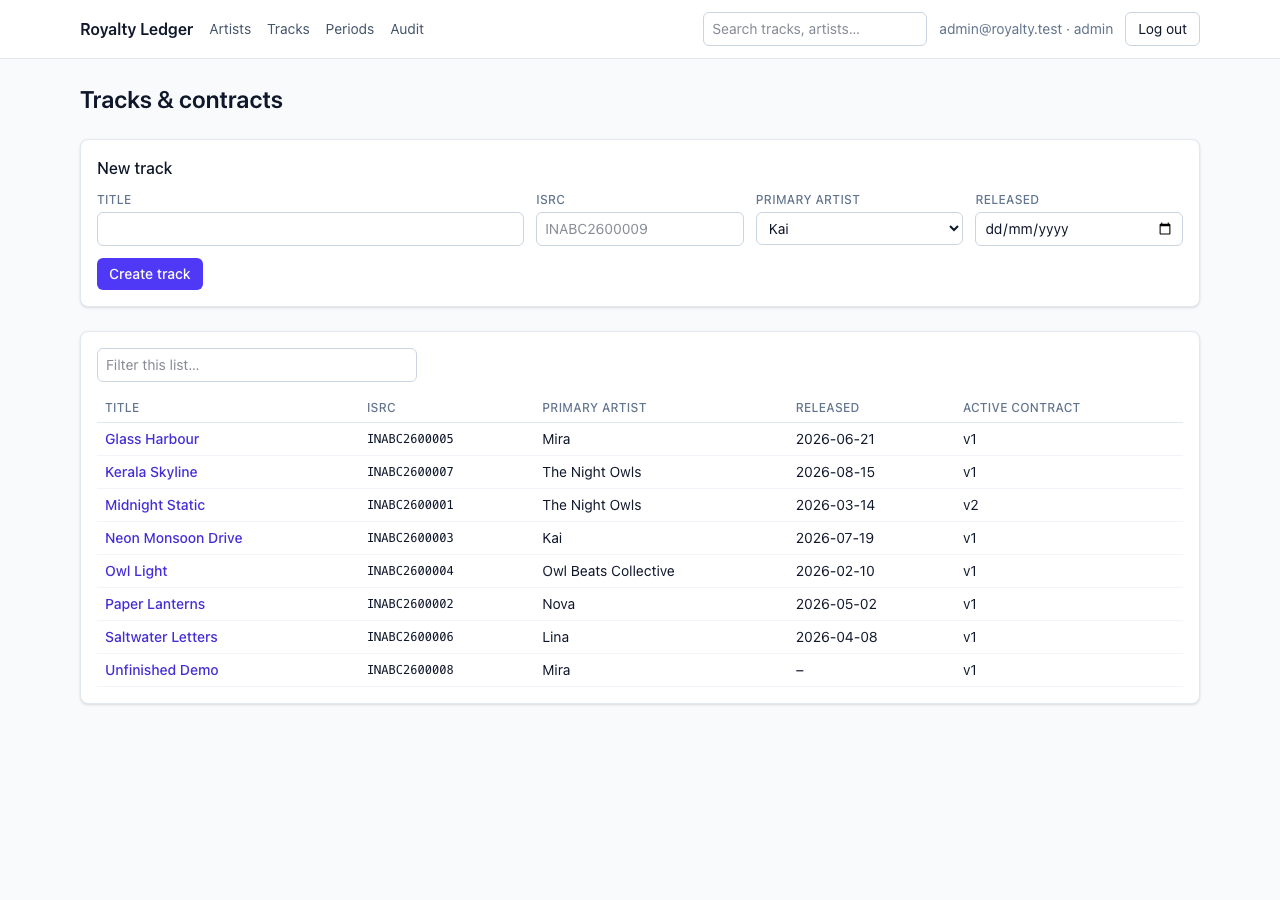 Royalty Ledger Artists Tracks Periods Audit Search tracks, artists... admin@royalty.test · admin Log out
Tracks & contracts
New track
TITLE ISRC PRIMARY ARTIST RELEASED
INABC2600009 Kai dd/mm/yyyy
Create track
Filter this list...
TITLE ISRC PRIMARY ARTIST RELEASED ACTIVE CONTRACT
Glass Harbour INABC2600005 Mira 2026-06-21 v1
Kerala Skyline INABC2600007 The Night Owls 2026-08-15 v1
Midnight Static INABC2600001 The Night Owls 2026-03-14 v2
Neon Monsoon Drive INABC2600003 Kai 2026-07-19 v1
Owl Light INABC2600004 Owl Beats Collective 2026-02-10 v1
Paper Lanterns INABC2600002 Nova 2026-05-02 v1
Saltwater Letters INABC2600006 Lina 2026-04-08 v1
Unfinished Demo INABC2600008 Mira – v1